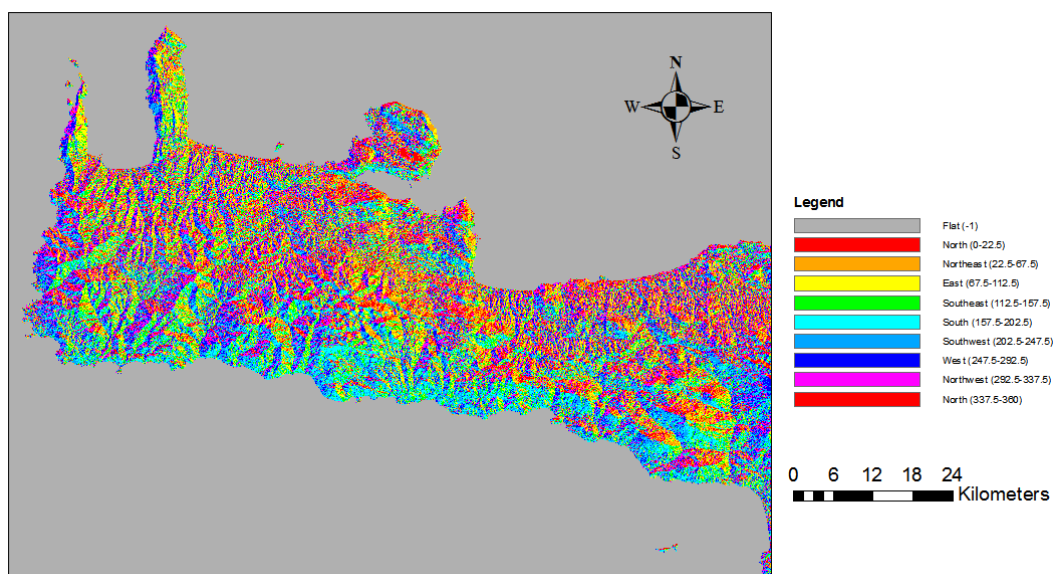 N
W E
S
Legend
Flat (-1)
North (0-22.5)
Northeast (22.5-67.5)
East (67.5-112.5)
Southeast (112.5-157.5)
South (157.5-202.5)
Southwest (202.5-247.5)
West (247.5-292.5)
Northwest (292.5-337.5)
North (337.5-360)
0 3 6 12 18 24
Kilometers